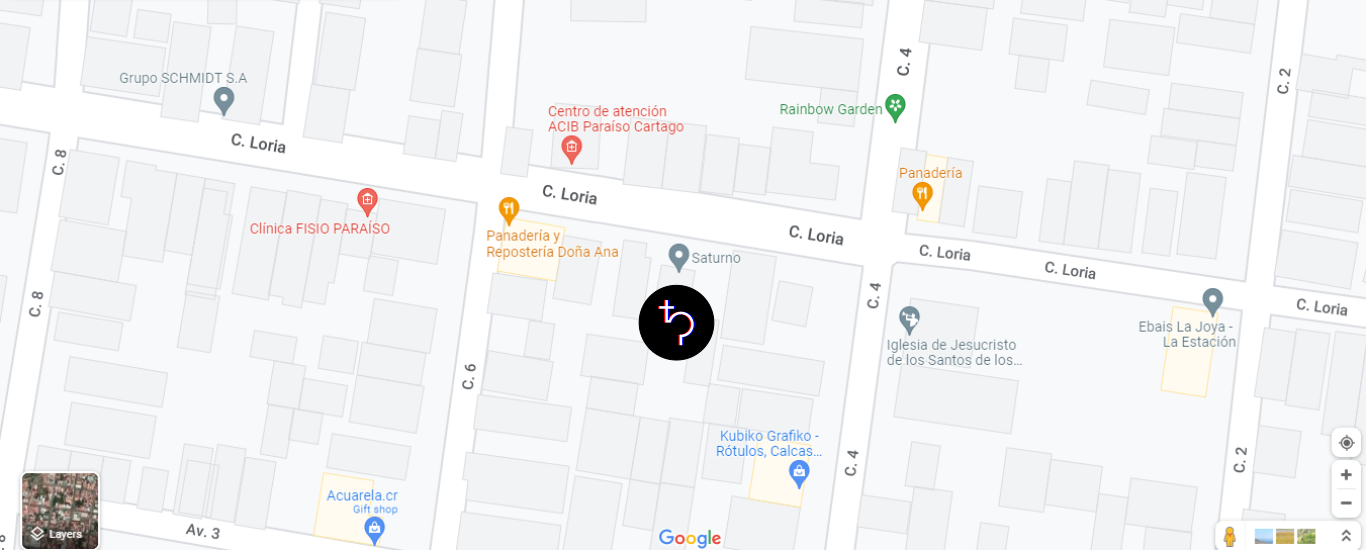 C. 8
C. 4
C. 2
Grupo SCHMIDT S.A
Centro de atención
ACIB Paraíso Cartago
Rainbow Garden
C. Loria
C. 8
Clínica FISIO PARAÍSO
C. Loria
Panadería
Panadería y
Repostería Doña Ana
C. Loria
Saturno
C. Loria
C. Loria
C. 8
C. 4
C. Loria
Iglesia de Jesucristo
de los Santos de los...
Ebais La Joya -
La Estación
C. 6
Kubiko Grafiko -
Rótulos, Calcas...
C. 4
C. 2
Acuarela.cr
Gift shop
Av. 3
Layers
Google